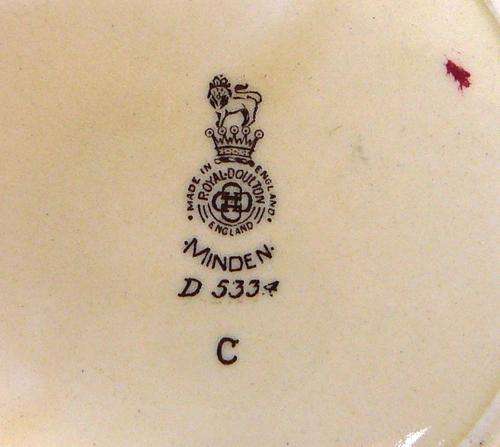 MADE IN ENGLAND
ROYAL·DOULTON
ENGLAND
·MINDEN·
D 5334
C